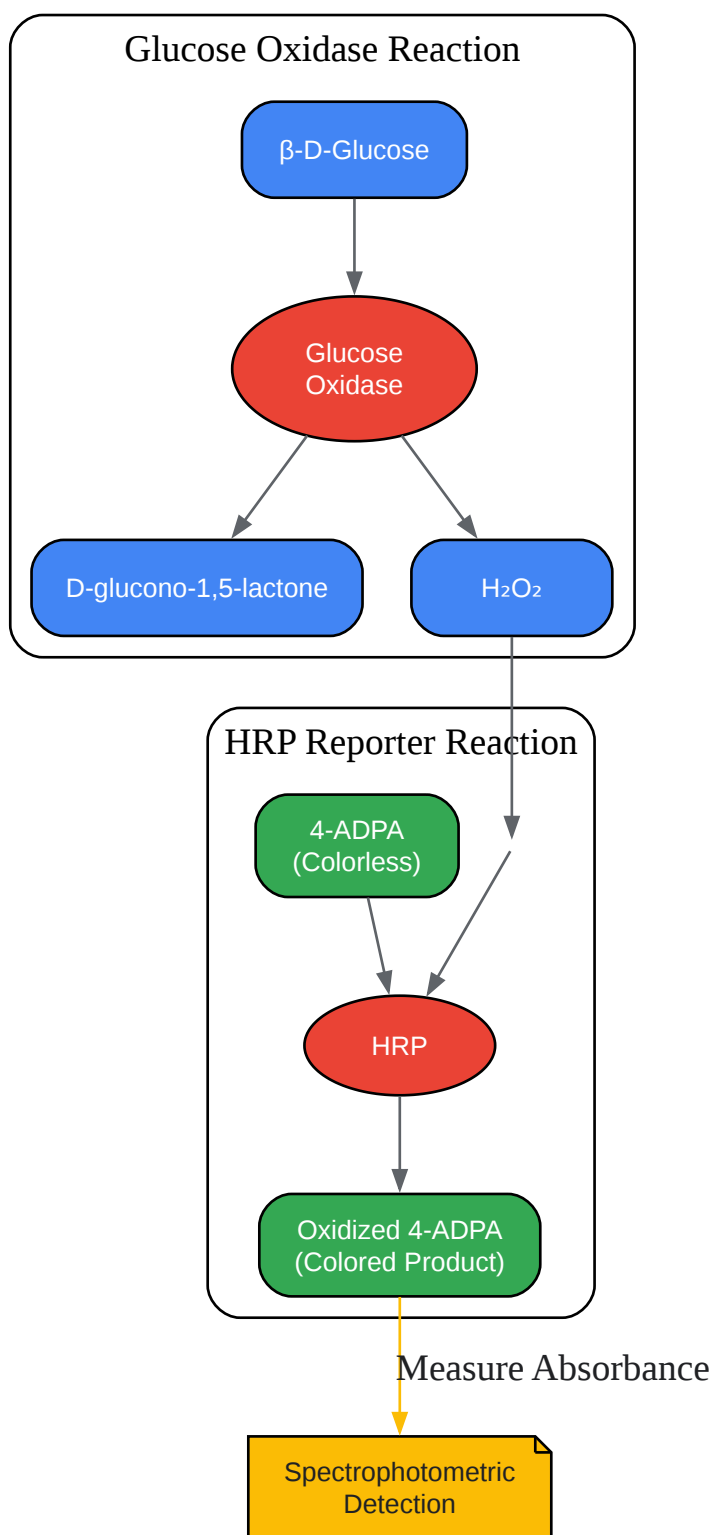 Glucose Oxidase Reaction
β-D-Glucose
Glucose
Oxidase
D-glucono-1,5-lactone
H₂O₂
HRP Reporter Reaction
4-ADPA
(Colorless)
HRP
Oxidized 4-ADPA
(Colored Product)
Measure Absorbance
Spectrophotometric
Detection